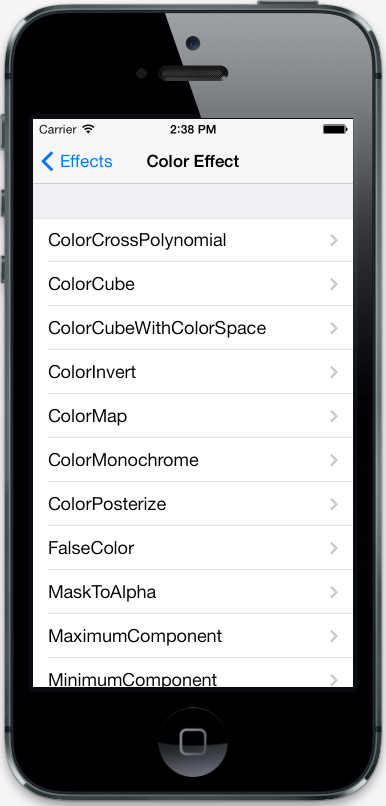 Carrier 2:38 PM
Effects Color Effect
ColorCrossPolynomial
ColorCube
ColorCubeWithColorSpace
ColorInvert
ColorMap
ColorMonochrome
ColorPosterize
FalseColor
MaskToAlpha
MaximumComponent
MinimumComponent